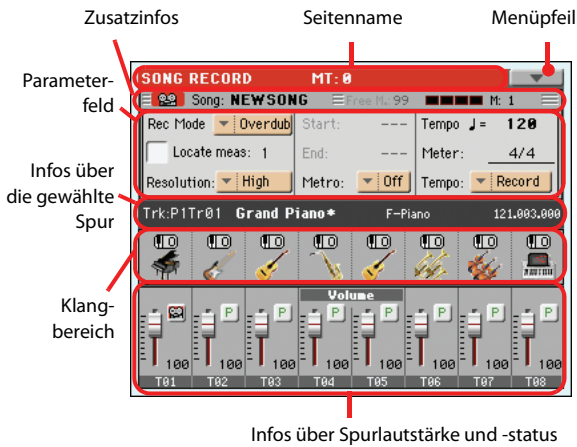 Zusatzinfos Seitenname Menüpfeil
SONG RECORD MT: 0
Song: NEWSONG Free M.: 99 M: 1
Parameter-
feld
Rec Mode Overdub Start: --- Tempo ♩= 120
Locate meas: 1 End: --- Meter: 4/4
Resolution: High Metro: Off Tempo: Record
Infos über
die gewählte
Spur
Trk:P1Tr01 Grand Piano* F-Piano 121.003.000
Klang-
bereich
Volume
P P P P P P P
100 100 100 100 100 100 100 100
T01 T02 T03 T04 T05 T06 T07 T08
Infos über Spurlautstärke und -status